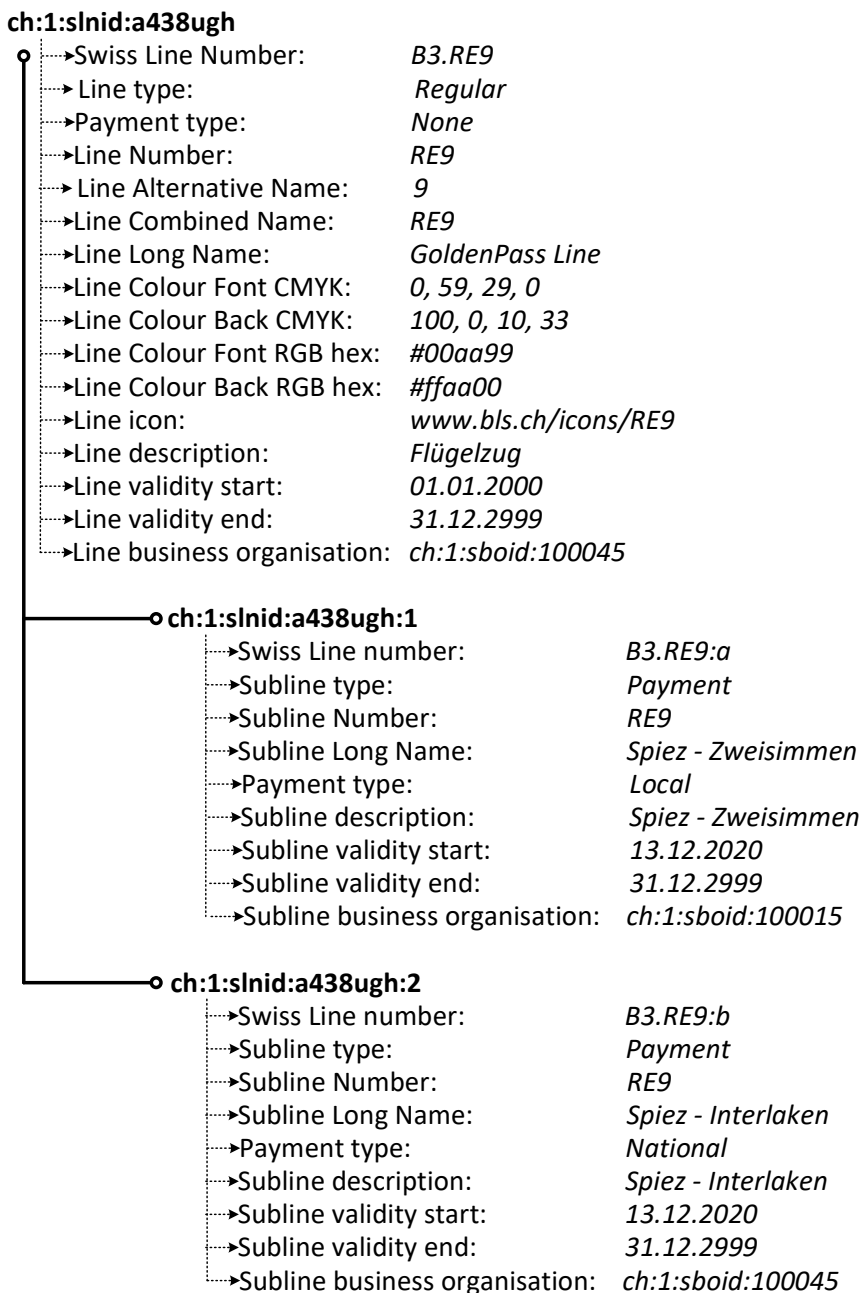 ch:1:slnid:a438ugh
Swiss Line Number: B3.RE9
Line type: Regular
Payment type: None
Line Number: RE9
Line Alternative Name: 9
Line Combined Name: RE9
Line Long Name: GoldenPass Line
Line Colour Font CMYK: 0, 59, 29, 0
Line Colour Back CMYK: 100, 0, 10, 33
Line Colour Font RGB hex: #00aa99
Line Colour Back RGB hex: #ffaa00
Line icon: www.bls.ch/icons/RE9
Line description: Flügelzug
Line validity start: 01.01.2000
Line validity end: 31.12.2999
Line business organisation: ch:1:sboid:100045
ch:1:slnid:a438ugh:1
Swiss Line number: B3.RE9:a
Subline type: Payment
Subline Number: RE9
Subline Long Name: Spiez - Zweisimmen
Payment type: Local
Subline description: Spiez - Zweisimmen
Subline validity start: 13.12.2020
Subline validity end: 31.12.2999
Subline business organisation: ch:1:sboid:100015
ch:1:slnid:a438ugh:2
Swiss Line number: B3.RE9:b
Subline type: Payment
Subline Number: RE9
Subline Long Name: Spiez - Interlaken
Payment type: National
Subline description: Spiez - Interlaken
Subline validity start: 13.12.2020
Subline validity end: 31.12.2999
Subline business organisation: ch:1:sboid:100045